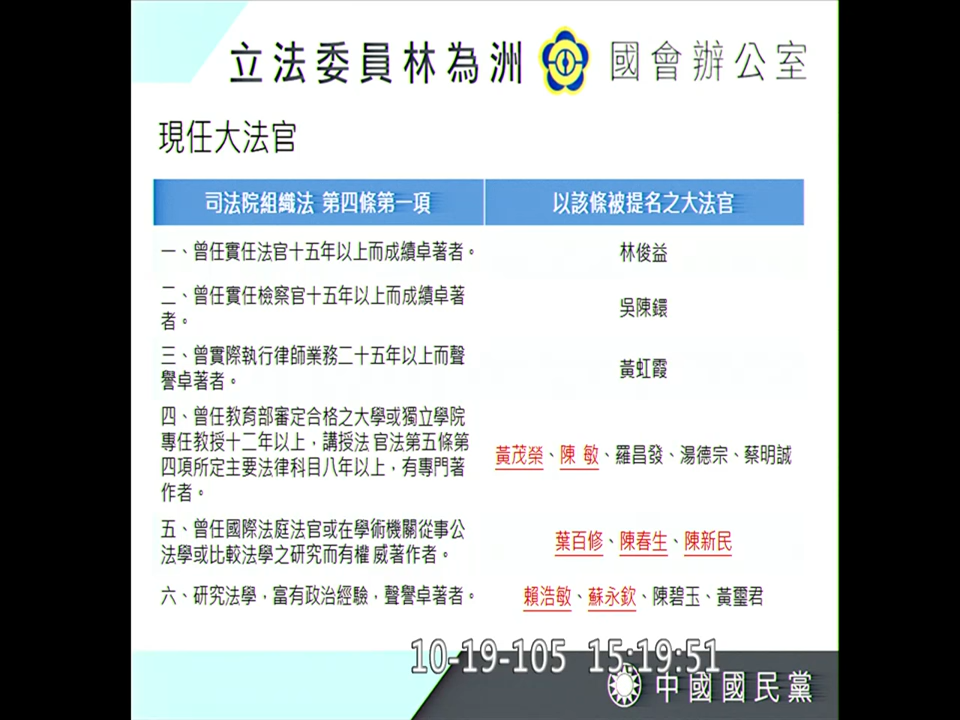 立法委員林為洲 國會辦公室
現任大法官
司法院組織法 第四條第一項 以該條被提名之大法官
一、曾任實任法官十五年以上而成績卓著者。 林俊益
二、曾任實任檢察官十五年以上而成績卓著
者。 吳陳鐶
三、曾實際執行律師業務二十五年以上而聲
譽卓著者。 黃虹霞
四、曾任教育部審定合格之大學或獨立學院
專任教授十二年以上，講授法 官法第五條第
四項所定主要法律科目八年以上，有專門著
作者。 黃茂榮、陳 敏、羅昌發、湯德宗、蔡明誠
五、曾任國際法庭法官或在學術機關從事公
法學或比較法學之研究而有權 威著作者。 葉百修、陳春生、陳新民
六、研究法學，富有政治經驗，聲譽卓著者。 賴浩敏、蘇永欽、陳碧玉、黃璽君
10-19-105 15:19:51
中國國民黨